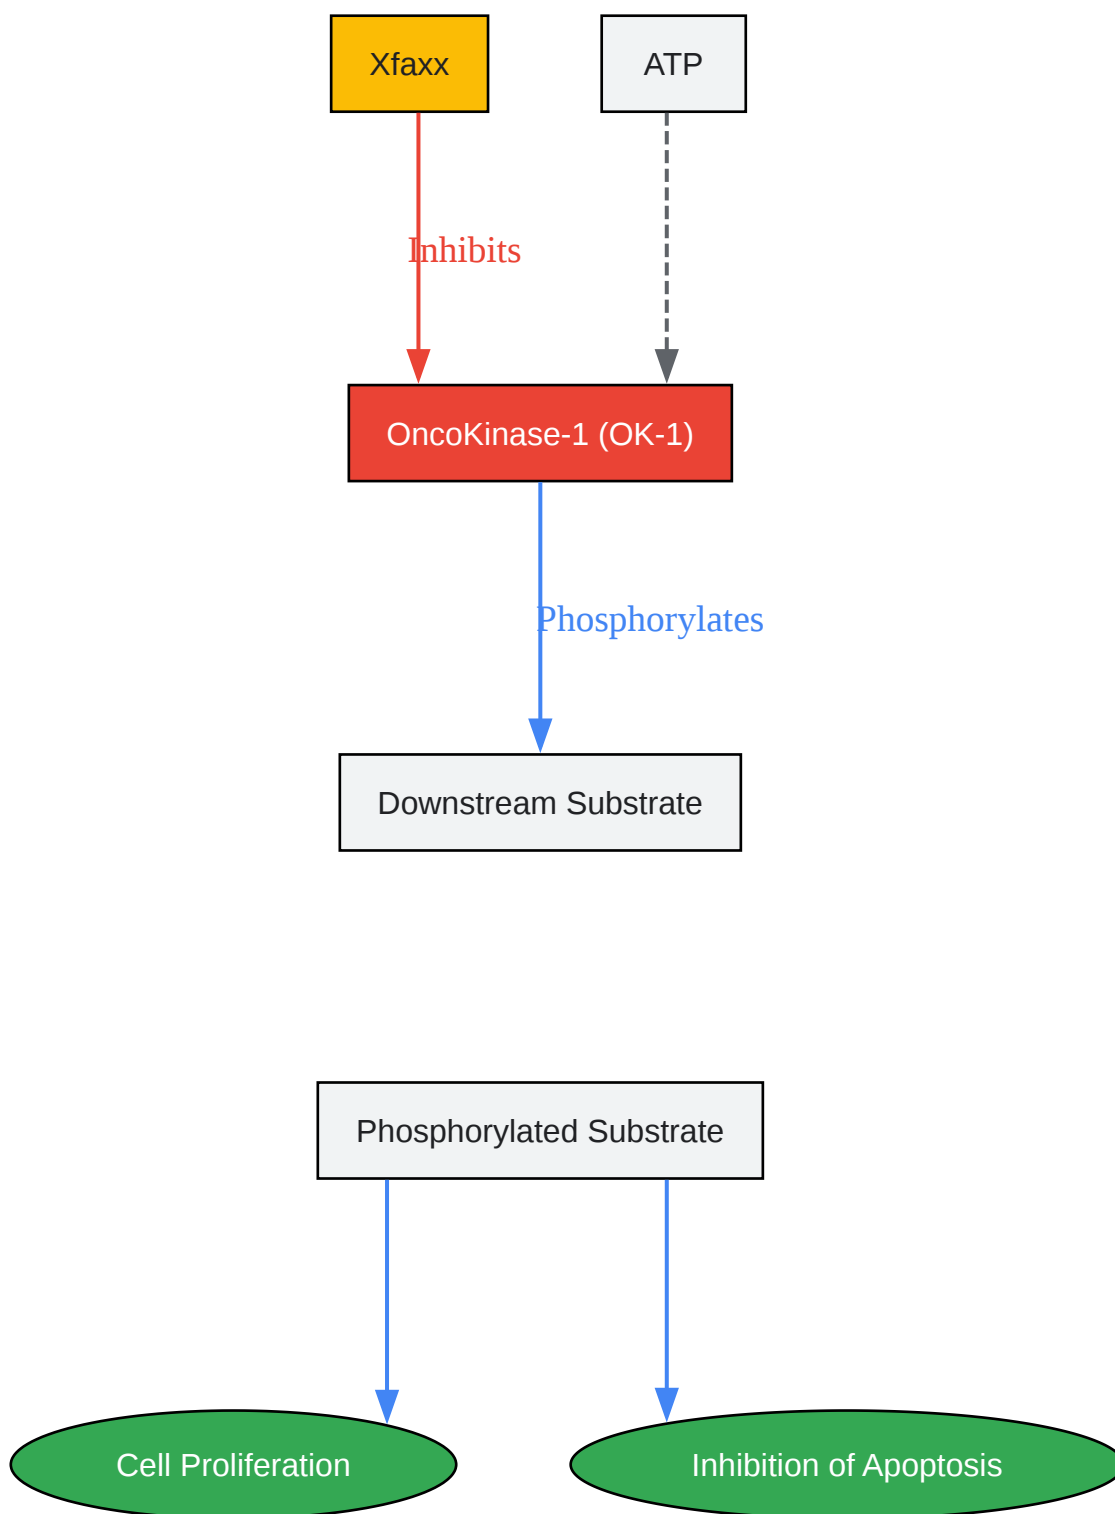 Xfaxx
ATP
Inhibits
OncoKinase-1 (OK-1)
Phosphorylates
Downstream Substrate
Phosphorylated Substrate
Cell Proliferation
Inhibition of Apoptosis